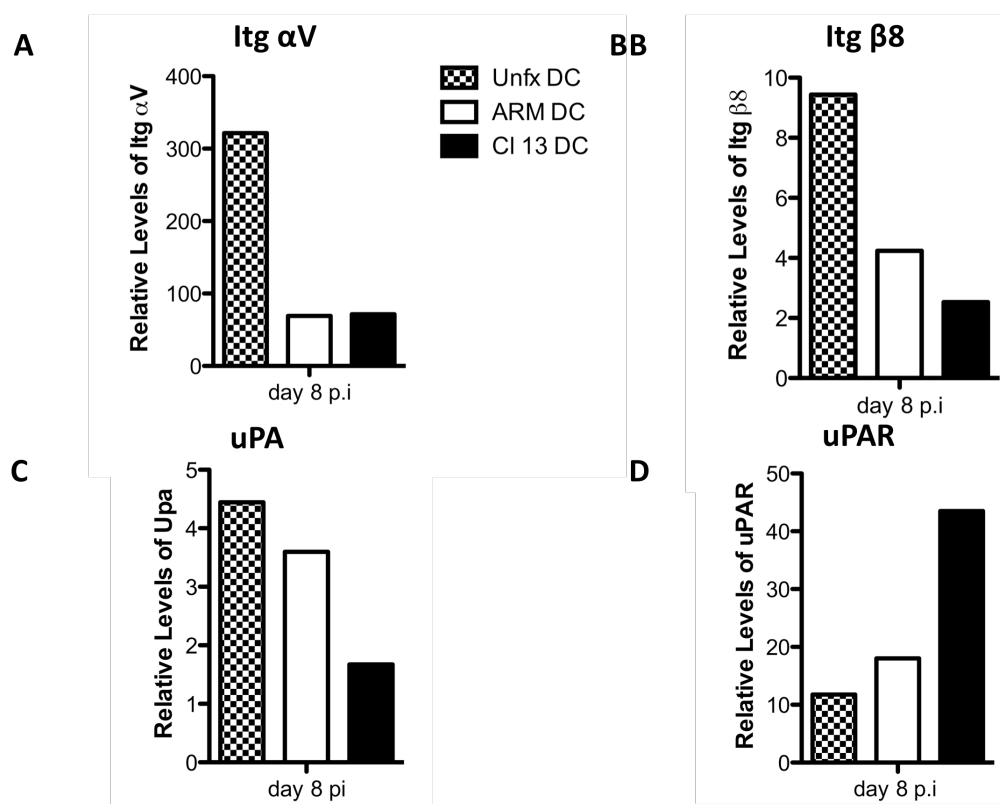 A
Itg αV
Relative Levels of Itg αV
400
300
200
100
0
day 8 p.i
Unfx DC
ARM DC
Cl 13 DC
BB
Itg β8
Relative Levels of Itg β8
10
8
6
4
2
0
day 8 p.i
C
uPA
Relative Levels of Upa
5
4
3
2
1
0
day 8 pi
D
uPAR
Relative Levels of uPAR
50
40
30
20
10
0
day 8 p.i